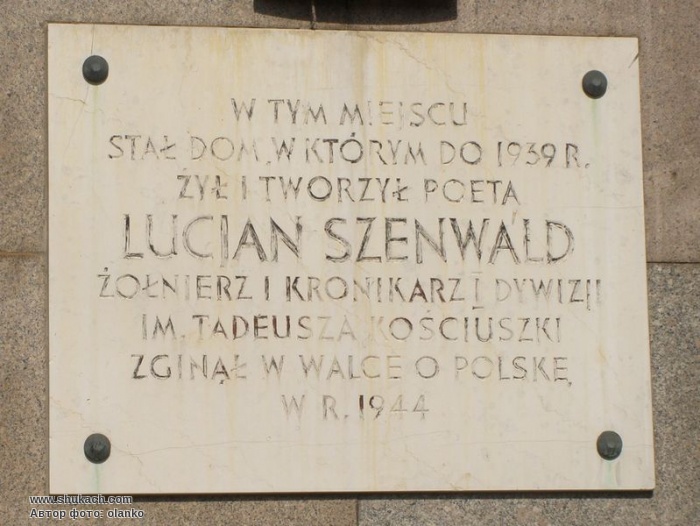 W TYM MIEJSCU
STAŁ DOM, W KTÓRYM DO 1939 R.
ŻYŁ I TWORZYŁ POETA
LUCIAN SZENWALD
ŻOŁNIERZ I KRONIKARZ I DYWIZJI
IM. TADEUSZA KOŚCIUSZKI
ZGINĄŁ W WALCE O POLSKĘ,
W R. 1944
www.shukach.com
Автор фото: olanko